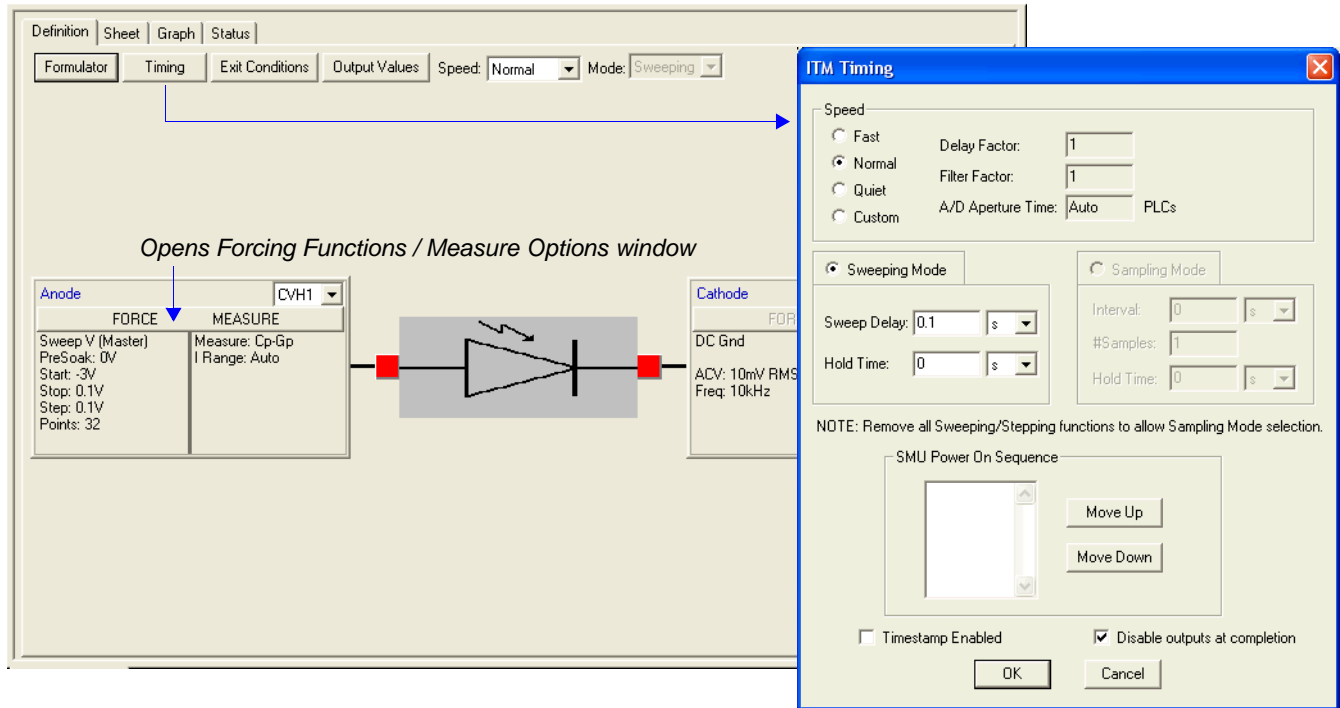 Definition Sheet Graph Status
Formulator Timing Exit Conditions Output Values Speed: Normal Mode: Sweeping
Opens Forcing Functions / Measure Options window
Anode CVH1
FORCE MEASURE
Sweep V (Master)
PreSoak: 0V
Start: -3V
Stop: 0.1V
Step: 0.1V
Points: 32
Measure: Cp-Gp
I Range: Auto
Cathode
FOR
DC Gnd
ACV: 10mV RMS
Freq: 10kHz
ITM Timing
Speed
Fast
Normal
Quiet
Custom
Delay Factor: 1
Filter Factor: 1
A/D Aperture Time: Auto PLCs
Sweeping Mode
Sweep Delay: 0.1 s
Hold Time: 0 s
Sampling Mode
Interval: 0 s
#Samples: 1
Hold Time: 0 s
NOTE: Remove all Sweeping/Stepping functions to allow Sampling Mode selection.
SMU Power On Sequence
Move Up
Move Down
Timestamp Enabled
Disable outputs at completion
OK Cancel